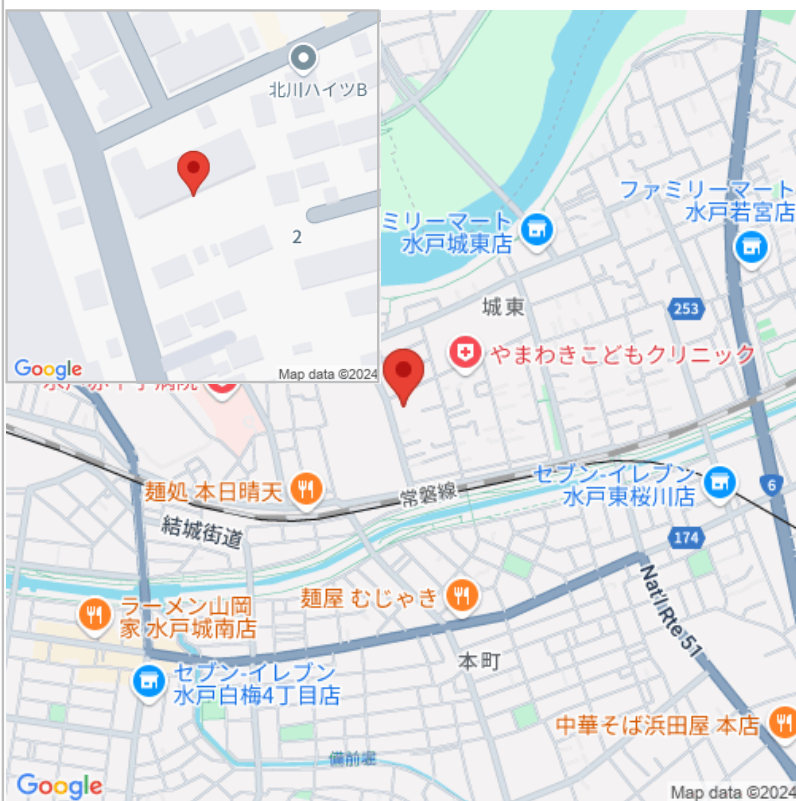 北川ハイツB
2
Google
Map data ©2024
ファミリーマート
水戸若宮店
ミリーマート
水戸城東店
城東
253
やまわきこどもクリニック
麺処 本日晴天
常磐線
セブン-イレブン
水戸東桜川店
6
結城街道
174
麺屋 むじゃき
Nat'l Rte 51
ラーメン山岡
家 水戸城南店
本町
セブン-イレブン
水戸白梅4丁目店
中華そば浜田屋 本店
備前堀
Google
Map data ©2024